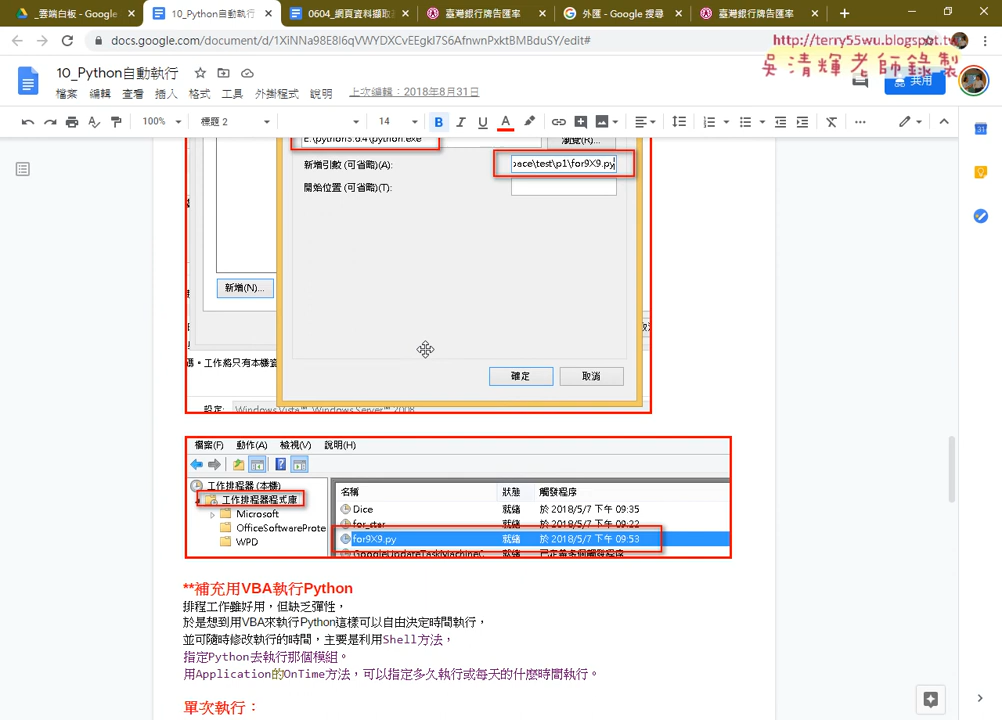 _雲端白板 - Google
10_Python自動執行
0604_網頁資料擷取
臺灣銀行牌告匯率
外匯 - Google 搜尋
臺灣銀行牌告匯率
docs.google.com/document/d/1XiNNa98E8l6qVWYDXCvEEgkI7S6AfnwnPxktBMBduSY/edit#
http://terry55wu.blogspot.tw
吳清輝老師錄製
10_Python自動執行
檔案 編輯 查看 插入 格式 工具 外掛程式 說明 上次編輯：2018年8月31日
共用
100% 標題 2 14 B I U A
E:\python3.6.4\python.exe 瀏覽(R)...
新增引數 (可省略)(A): pace\test\p1\for9X9.py
開始位置 (可省略)(T):
新增(N)...
確定 取消
Windows Vista™, Windows Server™ 2008
檔案(F) 動作(A) 檢視(V) 說明(H)
工作排程器 (本機)
工作排程器程式庫
Microsoft
OfficeSoftwareProte
WPD
名稱 狀態 觸發程序
Dice 就緒 於 2018/5/7 下午 09:35
for_star 就緒 於 2018/5/7 下午 09:22
for9X9.py 就緒 於 2018/5/7 下午 09:53
GoogleUpdateTaskMachineC 就緒 已定義多個觸發程序
**補充用VBA執行Python
排程工作雖好用，但缺乏彈性，
於是想到用VBA來執行Python這樣可以自由決定時間執行，
並可隨時修改執行的時間，主要是利用Shell方法，
指定Python去執行那個模組。
用Application的OnTime方法，可以指定多久執行或每天的什麼時間執行。
單次執行：